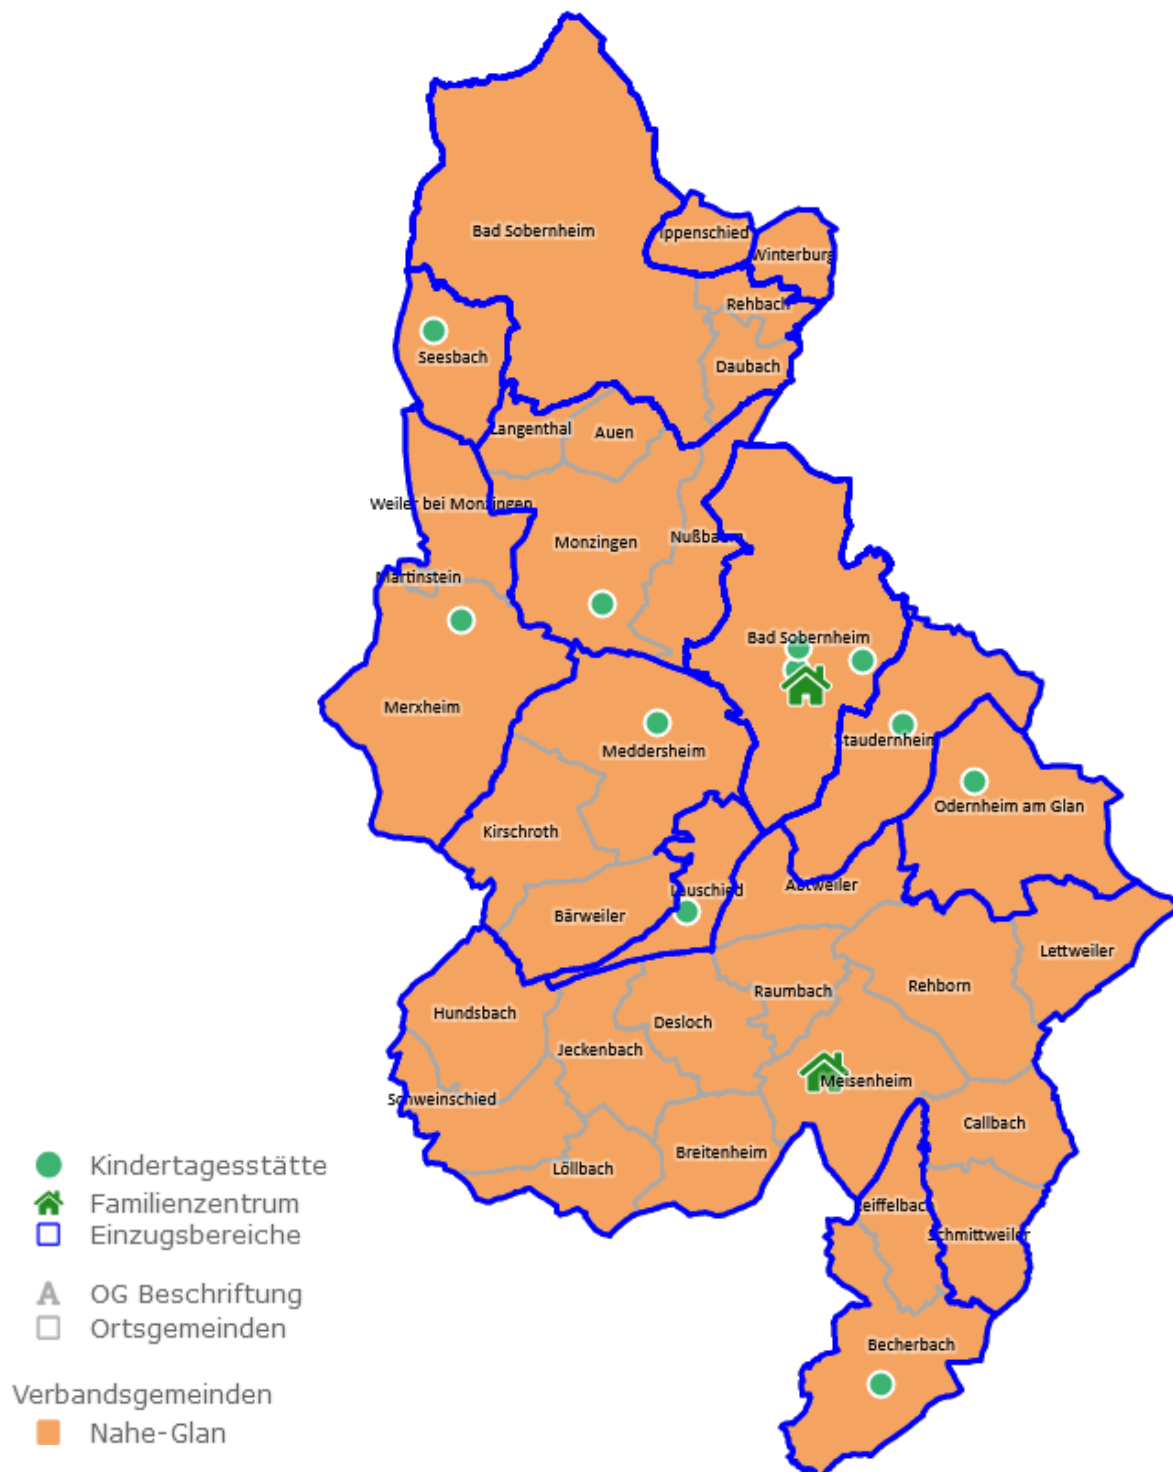 Bad Sobernheim
Ippenschied
Winterburg
Rehbach
Seesbach
Daubach
Langenthal
Auen
Weiler bei Monzingen
Monzingen
Nußbaum
Martinstein
Bad Sobernheim
Merxheim
Staudernheim
Meddersheim
Odernheim am Glan
Kirschroth
Abtweiler
Lauschied
Bärweiler
Lettweiler
Rehborn
Raumbach
Hundsbach
Desloch
Jeckenbach
Meisenheim
Schweinschied
Callbach
Breitenheim
Löllbach
Reiffelbach
Schmittweiler
Becherbach
Kindertagesstätte
Familienzentrum
Einzugsbereiche
A OG Beschriftung
Ortsgemeinden
Verbandsgemeinden
Nahe-Glan